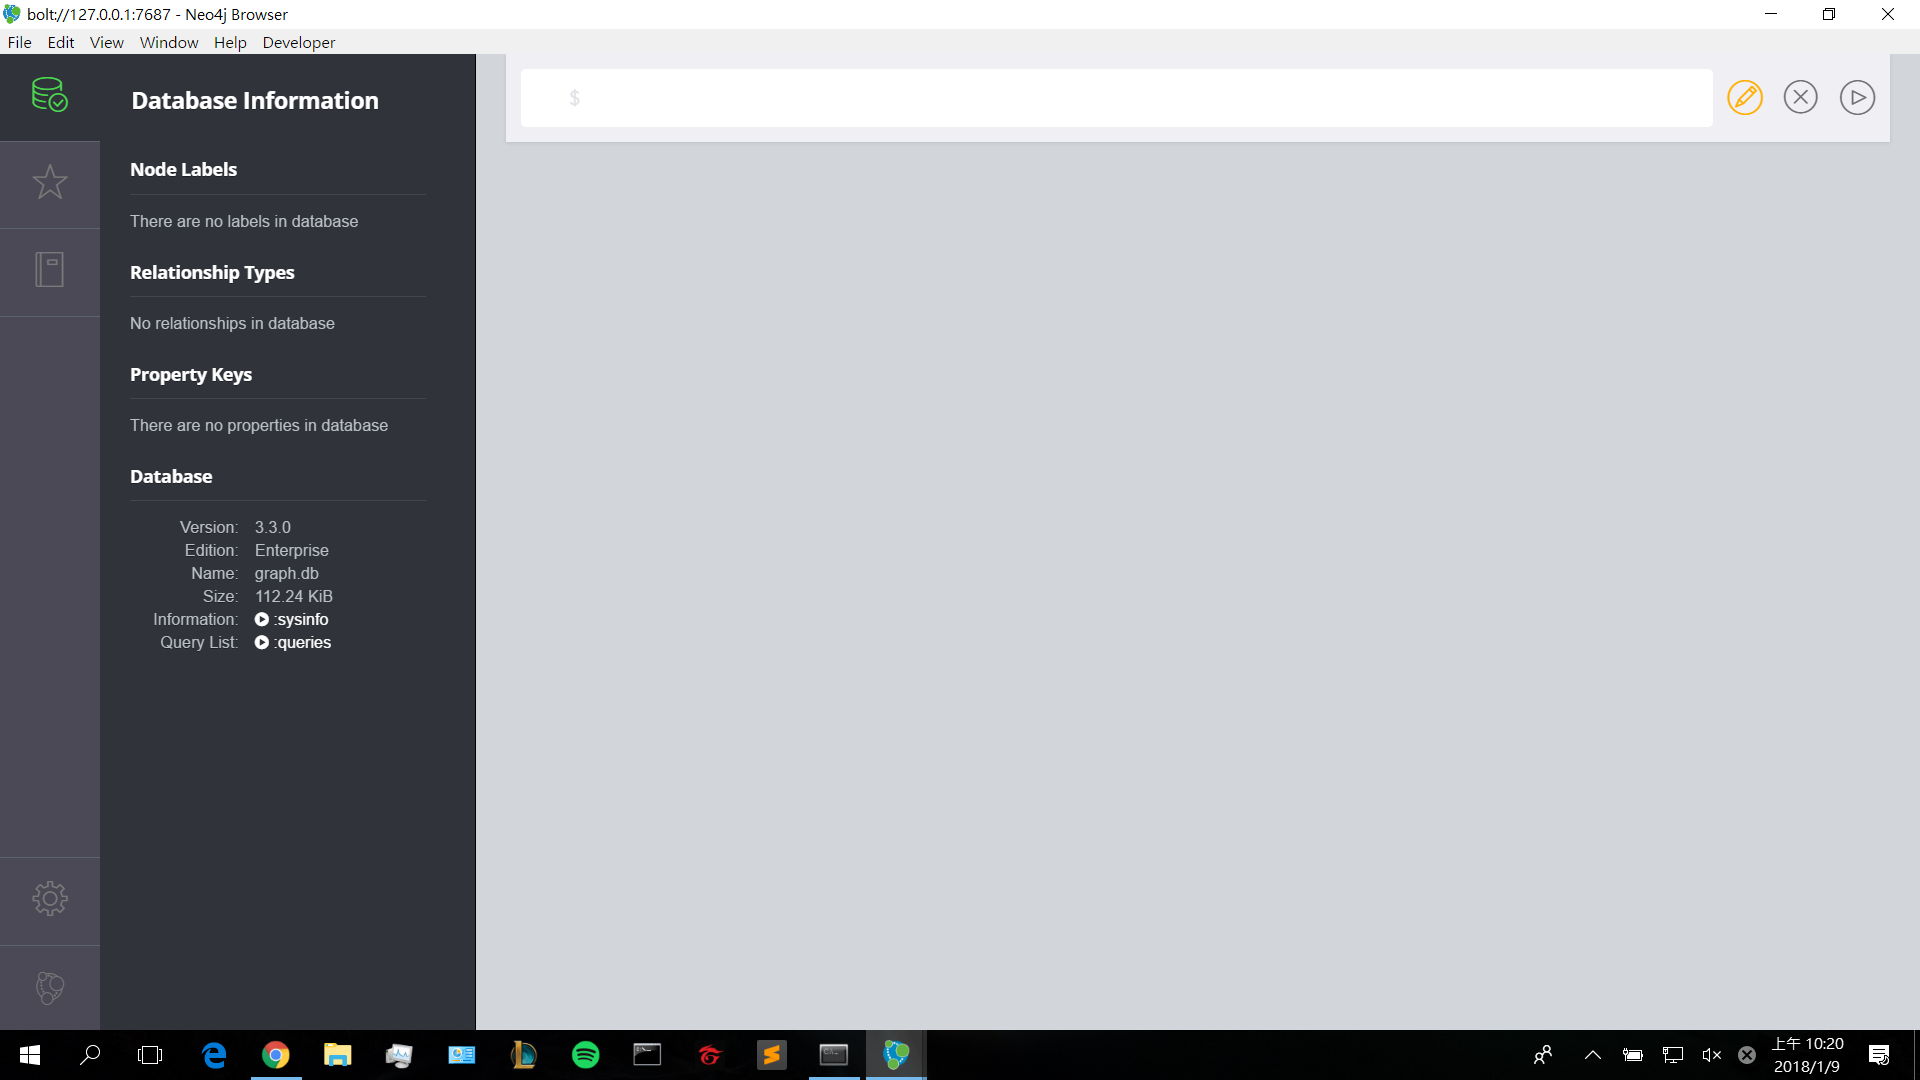 bolt://127.0.0.1:7687 - Neo4j Browser
File Edit View Window Help Developer
Database Information
$
Node Labels
There are no labels in database
Relationship Types
No relationships in database
Property Keys
There are no properties in database
Database
Version: 3.3.0
Edition: Enterprise
Name: graph.db
Size: 112.24 KiB
Information: :sysinfo
Query List: :queries
上午 10:20
2018/1/9